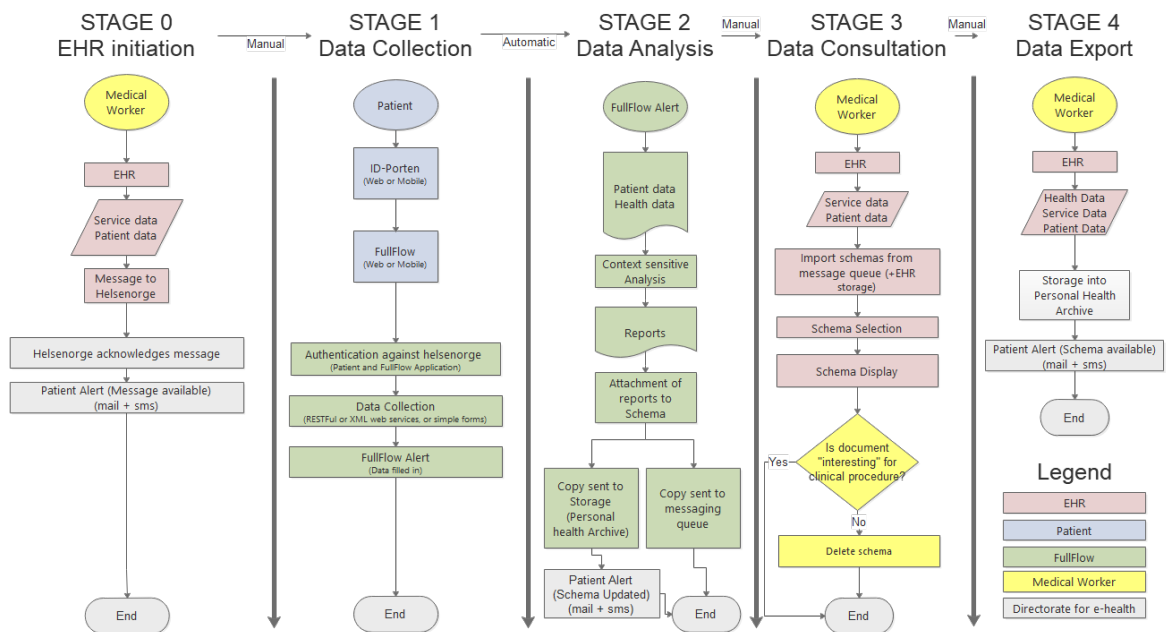 STAGE 0
EHR initiation
Manual
STAGE 1
Data Collection
Automatic
STAGE 2
Data Analysis
Manual
STAGE 3
Data Consultation
Manual
STAGE 4
Data Export
Medical
Worker
EHR
Service data
Patient data
Message to
Helsenorge
Helsenorge acknowledges message
Patient Alert (Message available)
(mail + sms)
End
Patient
ID-Porten
(Web or Mobile)
FullFlow
(Web or Mobile)
Authentication against helsenorge
(Patient and FullFlow Application)
Data Collection
(RESTFul or XML web services, or simple forms)
FullFlow Alert
(Data filled in)
End
FullFlow Alert
Patient data
Health data
Context sensitive
Analysis
Reports
Attachment of
reports to
Schema
Copy sent to
Storage
(Personal
health Archive)
Copy sent to
messaging
queue
Patient Alert
(Schema Updated)
(mail + sms)
End
Medical
Worker
EHR
Service data
Patient data
Import schemas from
message queue (+EHR
storage)
Schema Selection
Schema Display
Is document
"interesting" for
clinical procedure?
Yes
No
Delete schema
End
Medical
Worker
EHR
Health Data
Service Data
Patient Data
Storage into
Personal Health
Archive
Patient Alert (Schema available)
(mail + sms)
End
Legend
EHR
Patient
FullFlow
Medical Worker
Directorate for e-health